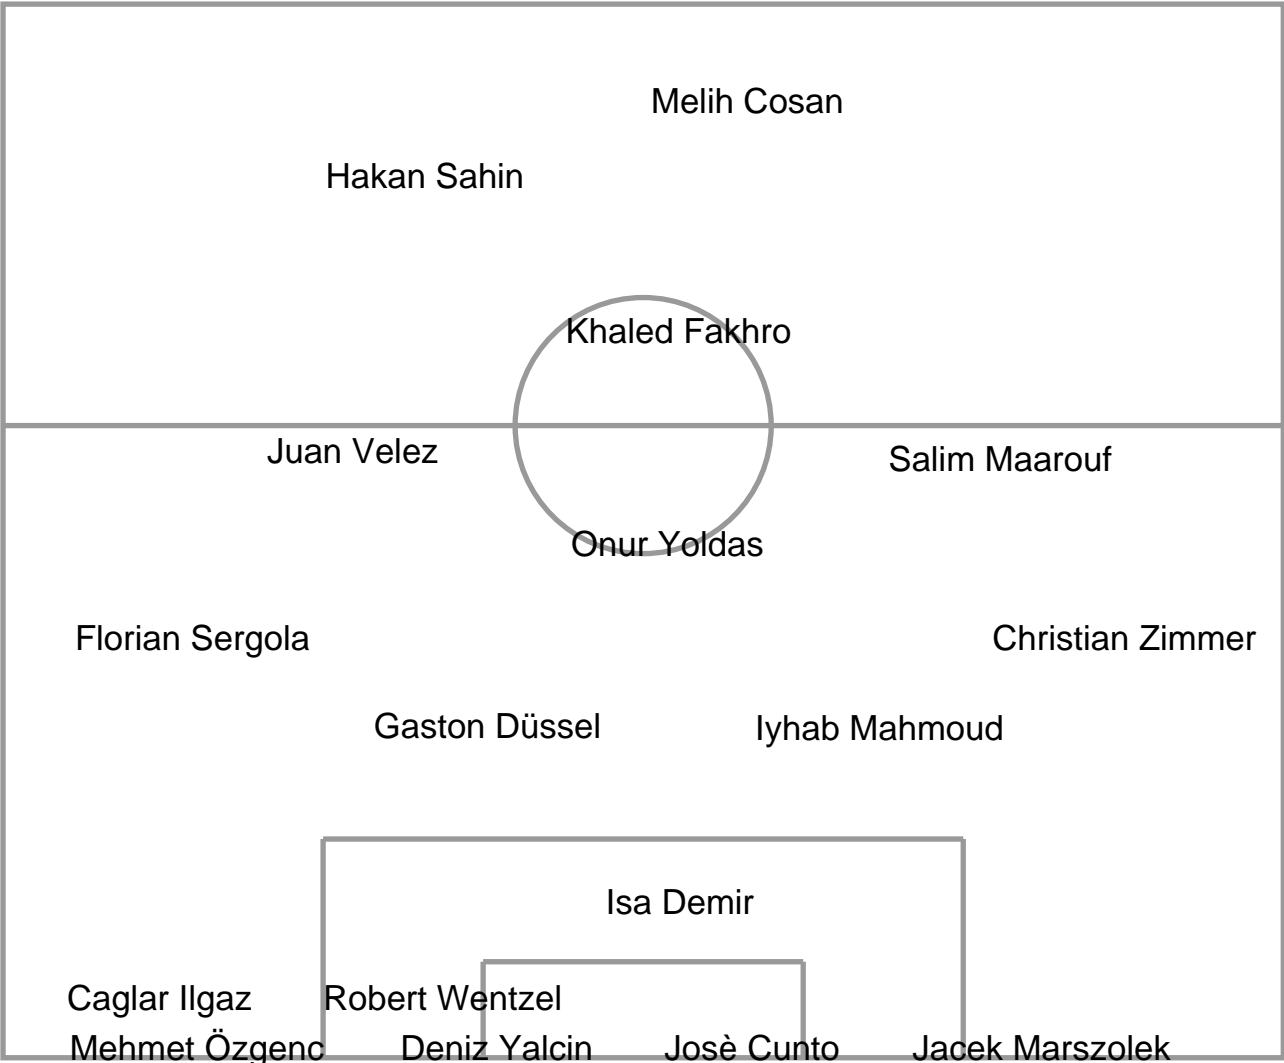 Melih Cosan
Hakan Sahin
Khaled Fakhro
Juan Velez
Salim Maarouf
Onur Yoldas
Florian Sergola
Christian Zimmer
Gaston Düssel
Iyhab Mahmoud
Isa Demir
Caglar Ilgaz
Robert Wentzel
Mehmet Özgenc
Deniz Yalcin
Josè Cunto
Jacek Marszolek